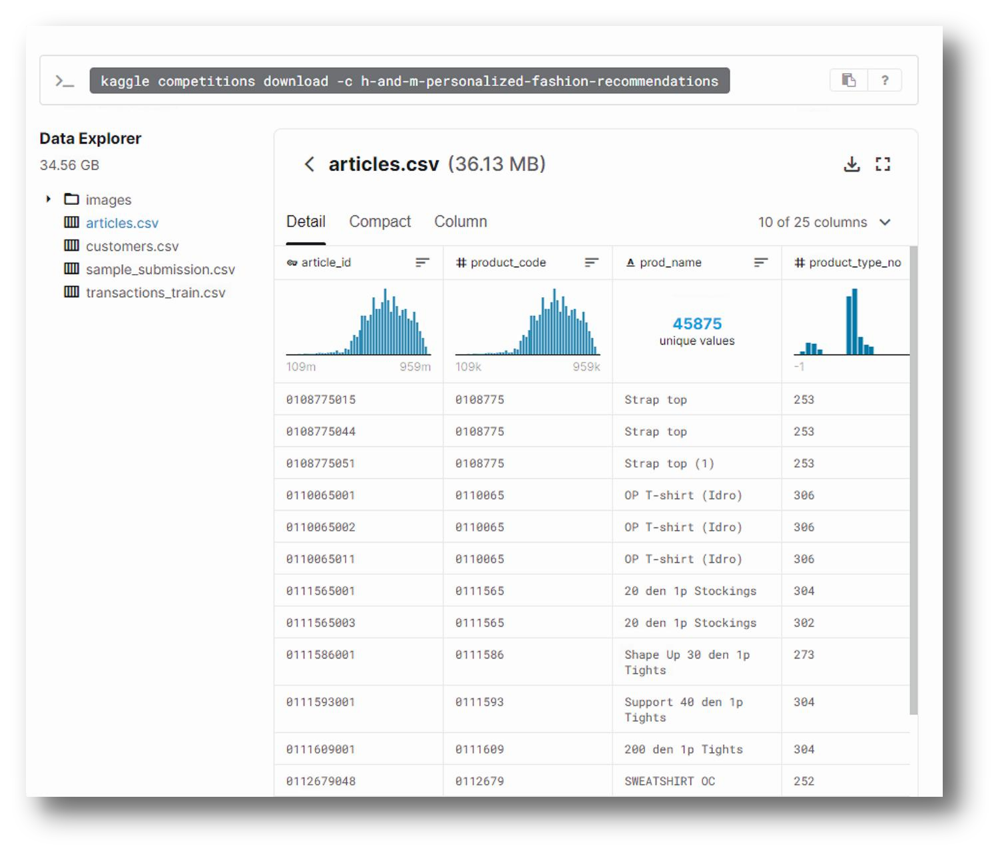 >_ kaggle competitions download -c h-and-m-personalized-fashion-recommendations ?
Data Explorer
34.56 GB
images
articles.csv
customers.csv
sample_submission.csv
transactions_train.csv
articles.csv (36.13 MB)
Detail Compact Column 10 of 25 columns
article_id # product_code A prod_name # product_type_no
45875
unique values
109m 959m 109k 959k -1
0108775015 0108775 Strap top 253
0108775044 0108775 Strap top 253
0108775051 0108775 Strap top (1) 253
0110065001 0110065 OP T-shirt (Idro) 306
0110065002 0110065 OP T-shirt (Idro) 306
0110065011 0110065 OP T-shirt (Idro) 306
0111565001 0111565 20 den 1p Stockings 304
0111565003 0111565 20 den 1p Stockings 302
0111586001 0111586 Shape Up 30 den 1p 273
Tights
0111593001 0111593 Support 40 den 1p 304
Tights
0111609001 0111609 200 den 1p Tights 304
0112679048 0112679 SWEATSHIRT OC 252